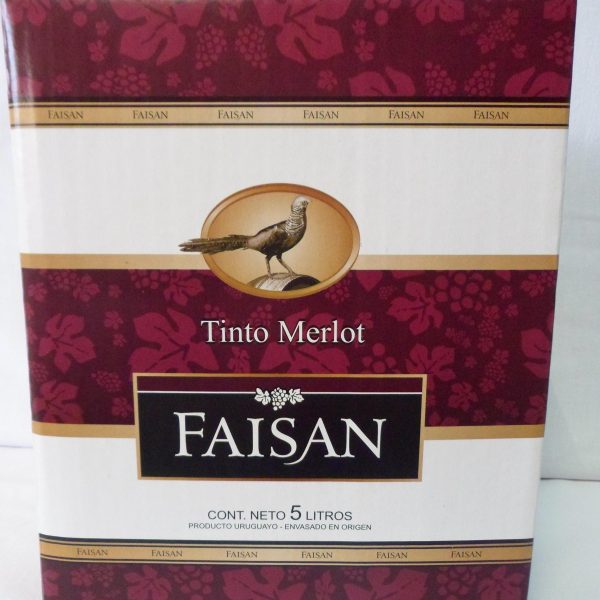 FAISAN FAISAN FAISAN FAISAN FAISAN FAISAN
Tinto Merlot
FAISAN
CONT. NETO 5 LITROS
PRODUCTO URUGUAYO - ENVASADO EN ORIGEN
FAISAN FAISAN FAISAN FAISAN FAISAN FAISAN